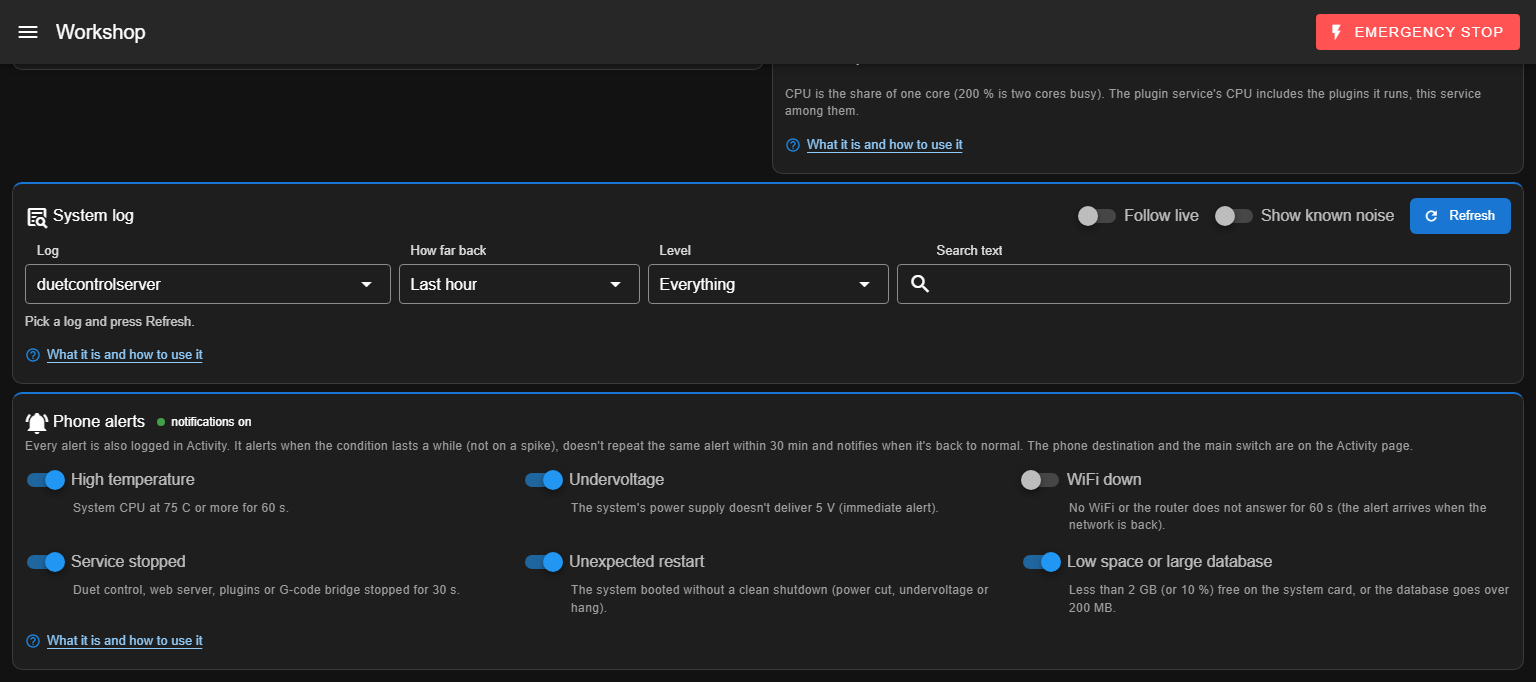 Workshop
EMERGENCY STOP
CPU is the share of one core (200 % is two cores busy). The plugin service's CPU includes the plugins it runs, this service
among them.
What it is and how to use it
System log
Follow live
Show known noise
Refresh
Log
How far back
Level
Search text
duetcontrolserver
Last hour
Everything
Pick a log and press Refresh.
What it is and how to use it
Phone alerts
notifications on
Every alert is also logged in Activity. It alerts when the condition lasts a while (not on a spike), doesn't repeat the same alert within 30 min and notifies when it's back to normal. The phone destination and the main switch are on the Activity page.
High temperature
System CPU at 75 C or more for 60 s.
Undervoltage
The system's power supply doesn't deliver 5 V (immediate alert).
WiFi down
No WiFi or the router does not answer for 60 s (the alert arrives when the
network is back).
Service stopped
Duet control, web server, plugins or G-code bridge stopped for 30 s.
Unexpected restart
The system booted without a clean shutdown (power cut, undervoltage or
hang).
Low space or large database
Less than 2 GB (or 10 %) free on the system card, or the database goes over
200 MB.
What it is and how to use it